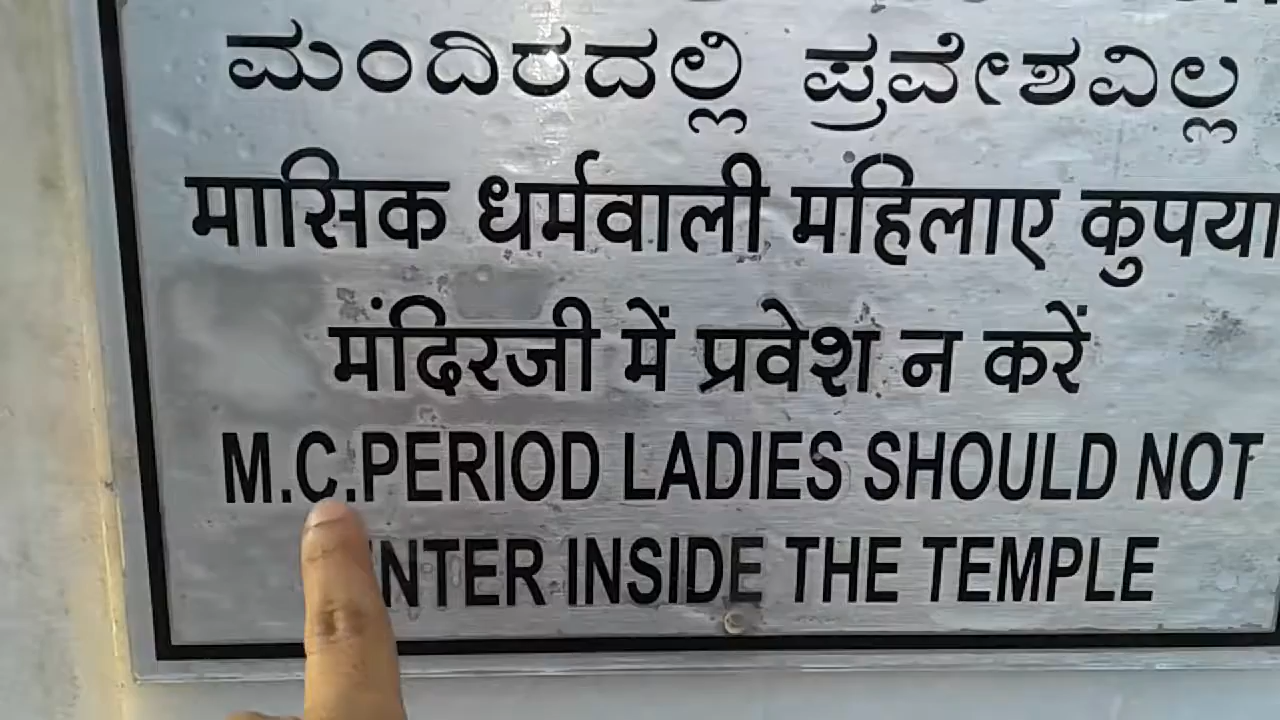 ಮಂದಿರದಲ್ಲಿ ಪ್ರವೇಶವಿಲ್ಲ
मासिक धर्मवाली महिलाए कुपया
मंदिरजी में प्रवेश न करें
M.C.PERIOD LADIES SHOULD NOT
ENTER INSIDE THE TEMPLE